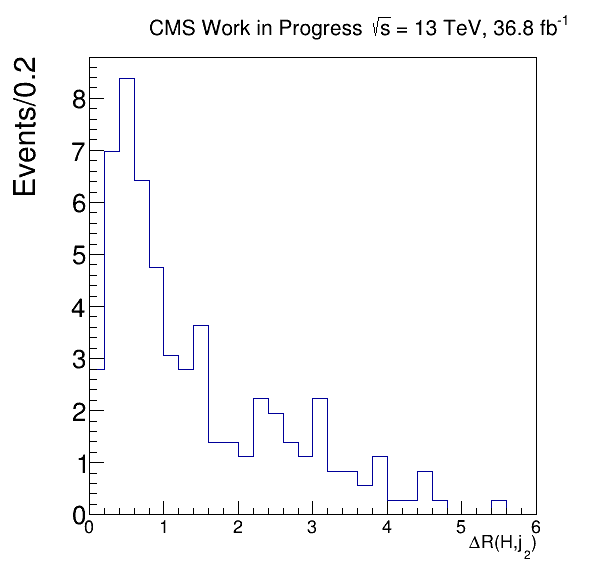 CMS Work in Progress √s = 13 TeV, 36.8 fb⁻¹
Events/0.2
8
7
6
5
4
3
2
1
0
0 1 2 3 4 5 6
ΔR(H,j₂)